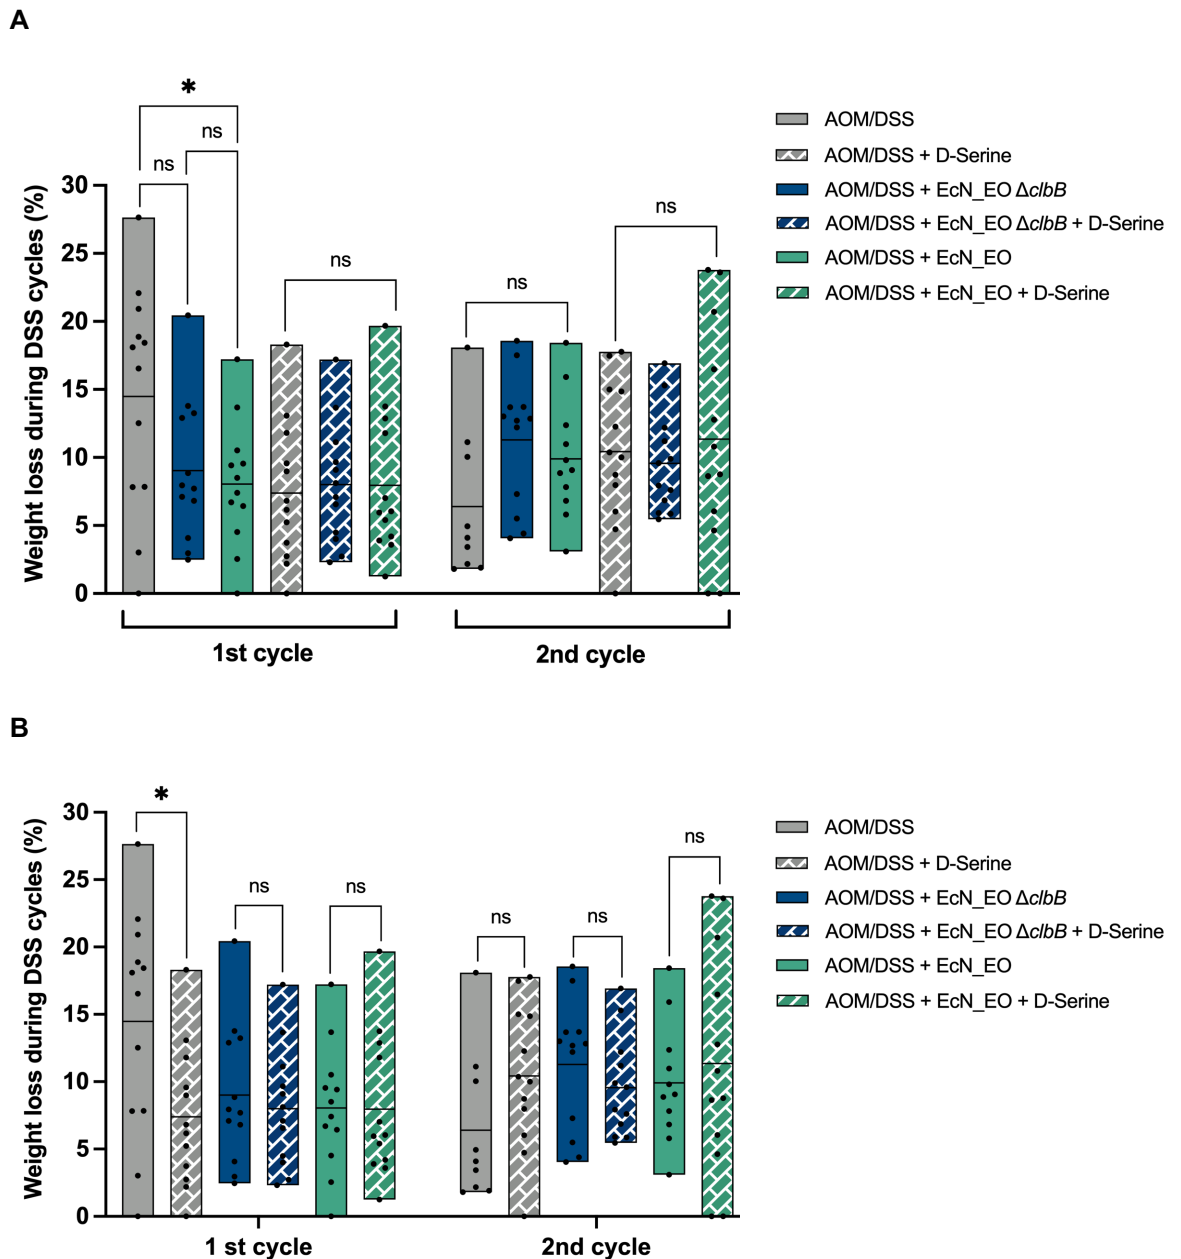 A
*
ns
ns
ns
ns
ns
Weight loss during DSS cycles (%)
30
25
20
15
10
5
0
1st cycle
2nd cycle
AOM/DSS
AOM/DSS + D-Serine
AOM/DSS + EcN_EO ΔclbB
AOM/DSS + EcN_EO ΔclbB + D-Serine
AOM/DSS + EcN_EO
AOM/DSS + EcN_EO + D-Serine
B
*
ns
ns
ns
ns
ns
Weight loss during DSS cycles (%)
30
25
20
15
10
5
0
1 st cycle
2nd cycle
AOM/DSS
AOM/DSS + D-Serine
AOM/DSS + EcN_EO ΔclbB
AOM/DSS + EcN_EO ΔclbB + D-Serine
AOM/DSS + EcN_EO
AOM/DSS + EcN_EO + D-Serine